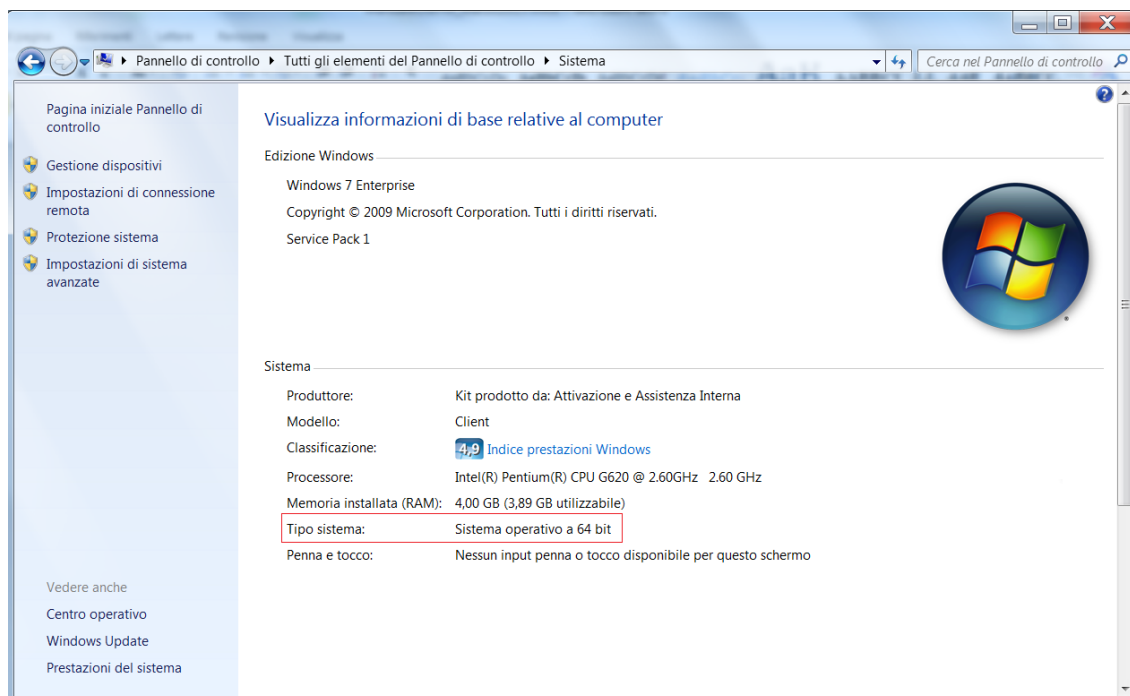 Pannello di controllo Tutti gli elementi del Pannello di controllo Sistema
Cerca nel Pannello di controllo
Pagina iniziale Pannello di
controllo
Gestione dispositivi
Impostazioni di connessione
remota
Protezione sistema
Impostazioni di sistema
avanzate
Vedere anche
Centro operativo
Windows Update
Prestazioni del sistema
Visualizza informazioni di base relative al computer
Edizione Windows
Windows 7 Enterprise
Copyright © 2009 Microsoft Corporation. Tutti i diritti riservati.
Service Pack 1
Sistema
Produttore: Kit prodotto da: Attivazione e Assistenza Interna
Modello: Client
Classificazione: 4,9 Indice prestazioni Windows
Processore: Intel(R) Pentium(R) CPU G620 @ 2.60GHz 2.60 GHz
Memoria installata (RAM): 4,00 GB (3,89 GB utilizzabile)
Tipo sistema: Sistema operativo a 64 bit
Penna e tocco: Nessun input penna o tocco disponibile per questo schermo